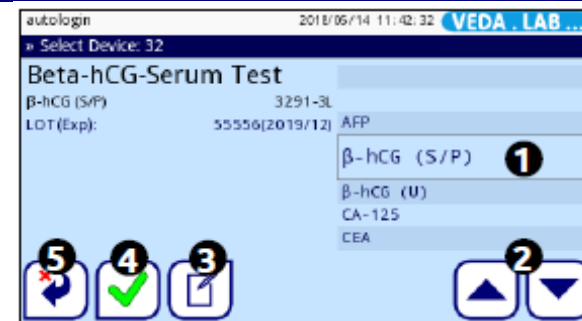 autologin 2018/05/14 11:42:32 VEDA.LAB ...
» Select Device: 32
Beta-hCG-Serum Test
β-hCG (S/P) 3291-3L
LOT(Exp): 55556(2019/12)
AFP
β-hCG (S/P) 1
β-hCG (U)
CA-125
CEA
5 4 3 2